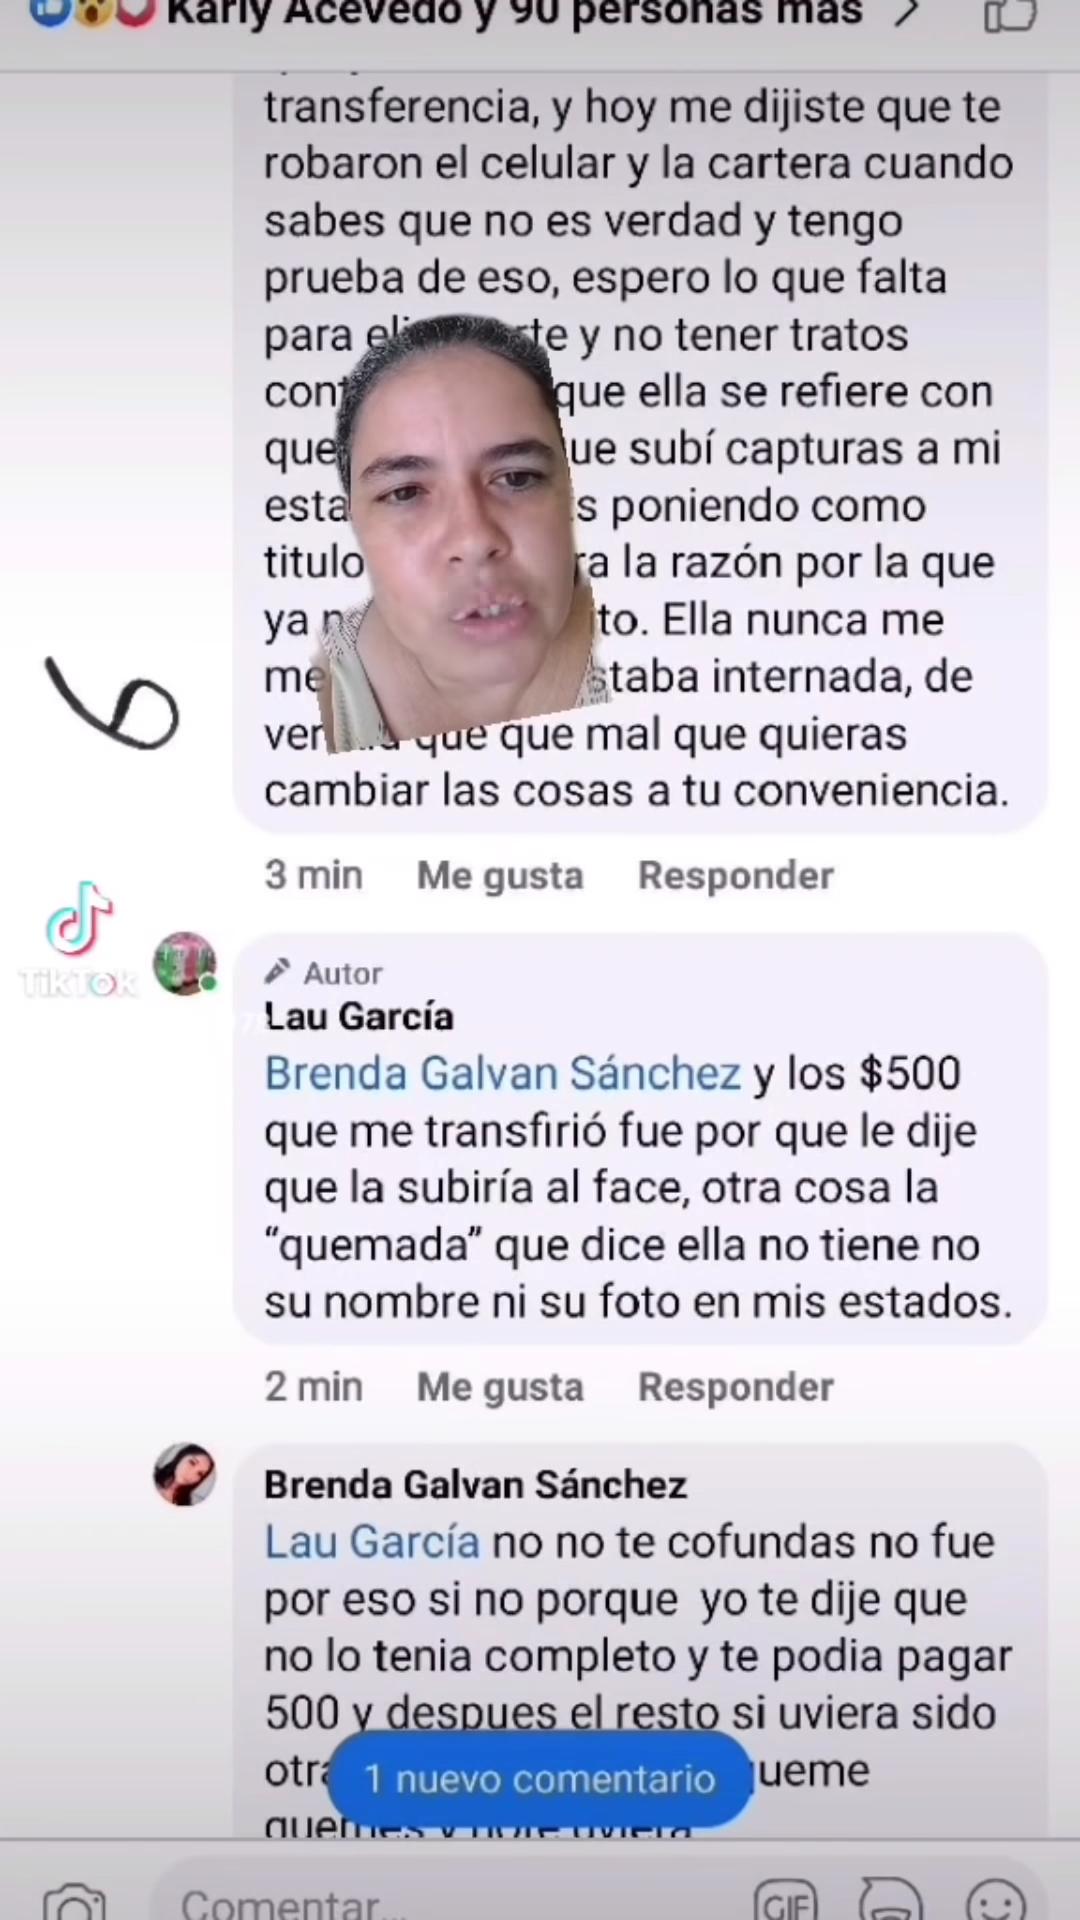 Karly Acevedo y 90 personas más
transferencia, y hoy me dijiste que te
robaron el celular y la cartera cuando
sabes que no es verdad y tengo
prueba de eso, espero lo que falta
para te y no tener tratos
que ella se refiere con
que subí capturas a mi
poniendo como
titulo la razón por la que
ya Ella nunca me
internada, de
que que mal que quieras
cambiar las cosas a tu conveniencia.
3 min Me gusta Responder
TikTok
Autor
Lau García
Brenda Galvan Sánchez y los $500
que me transfirió fue por que le dije
que la subiría al face, otra cosa la
“quemada” que dice ella no tiene no
su nombre ni su foto en mis estados.
2 min Me gusta Responder
Brenda Galvan Sánchez
Lau García no no te cofundas no fue
por eso si no porque yo te dije que
no lo tenia completo y te podia pagar
500 y despues el resto si uviera sido
1 nuevo comentario
Comentar...
GIF